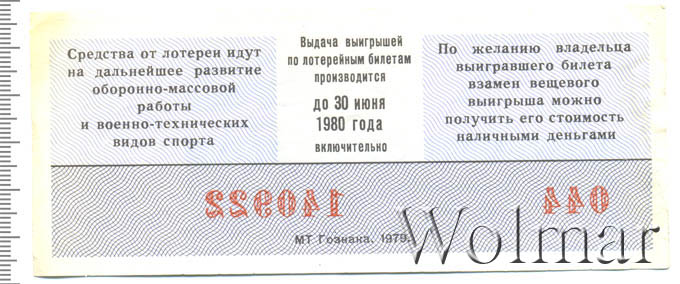 Средства от лотереи идут
на дальнейшее развитие
оборонно-массовой
работы
и военно-технических
видов спорта
Выдача выигрышей
по лотерейным билетам
производится
до 30 июня
1980 года
включительно
По желанию владельца
выигравшего билета
взамен вещевого
выигрыша можно
получить его стоимость
наличными деньгами
140922
044
МТ Гознака. 1979.
Wolmar